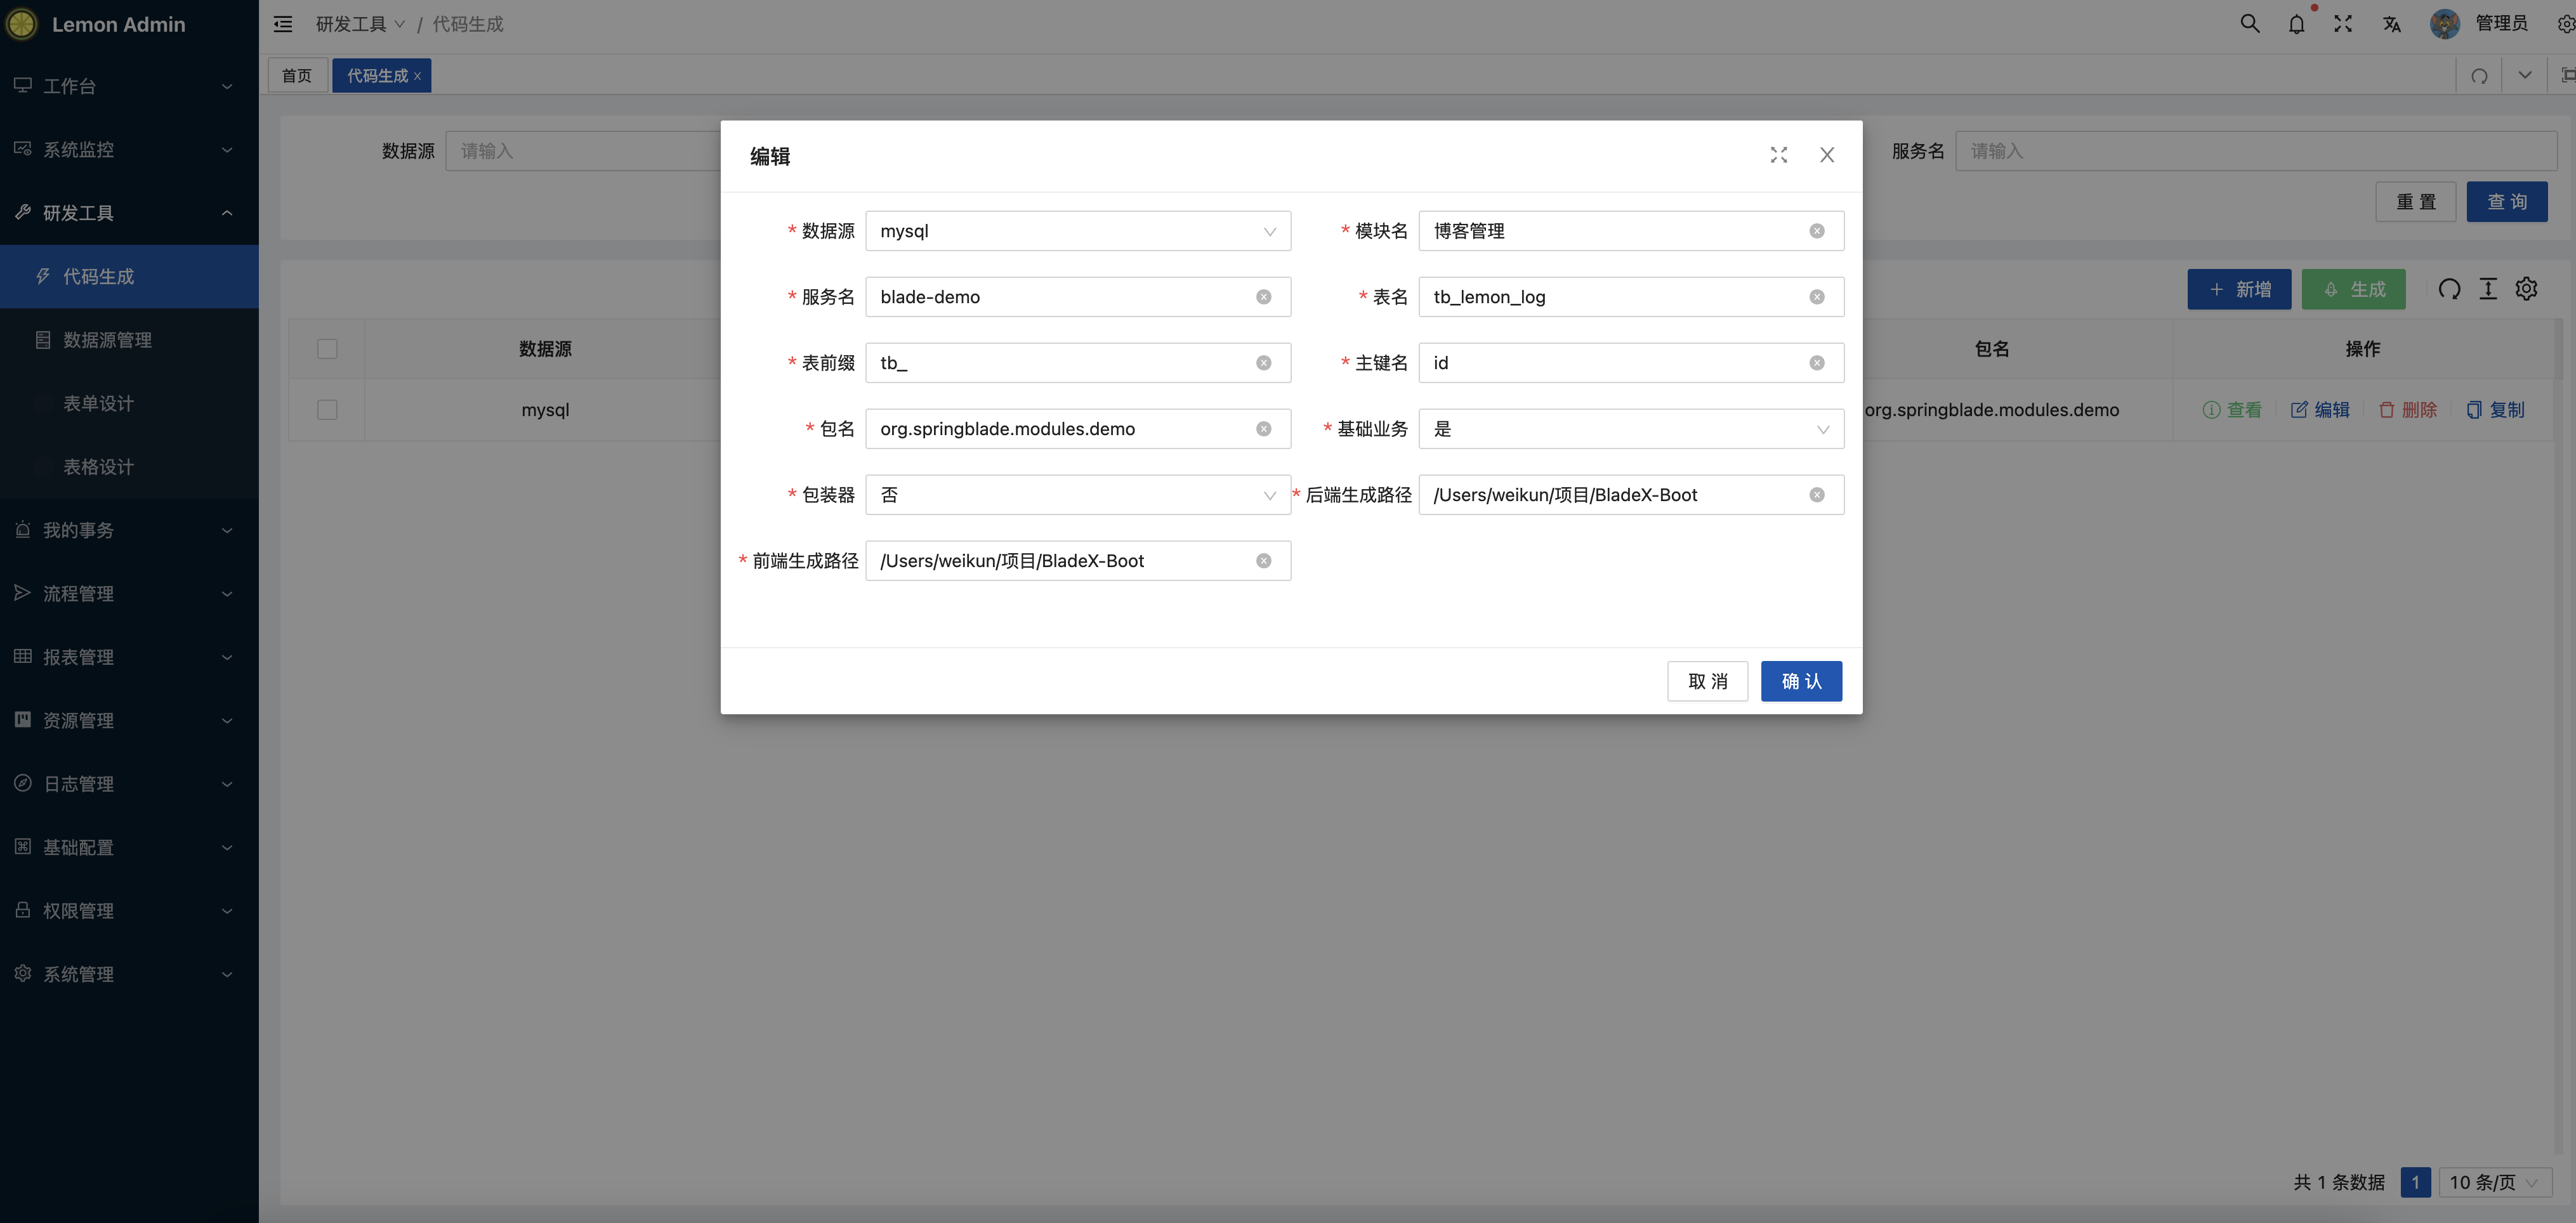 Lemon Admin
研发工具 / 代码生成
管理员
首页
代码生成 x
工作台
系统监控
研发工具
代码生成
数据源管理
表单设计
表格设计
我的事务
流程管理
报表管理
资源管理
日志管理
基础配置
权限管理
系统管理
数据源 请输入
服务名 请输入
重 置
查 询
新增
生成
数据源
包名
操作
mysql
org.springblade.modules.demo
查看
编辑
删除
复制
编辑
* 数据源 mysql
* 模块名 博客管理
* 服务名 blade-demo
* 表名 tb_lemon_log
* 表前缀 tb_
* 主键名 id
* 包名 org.springblade.modules.demo
* 基础业务 是
* 包装器 否
* 后端生成路径 /Users/weikun/项目/BladeX-Boot
* 前端生成路径 /Users/weikun/项目/BladeX-Boot
取 消
确 认
共 1 条数据
1
10 条/页